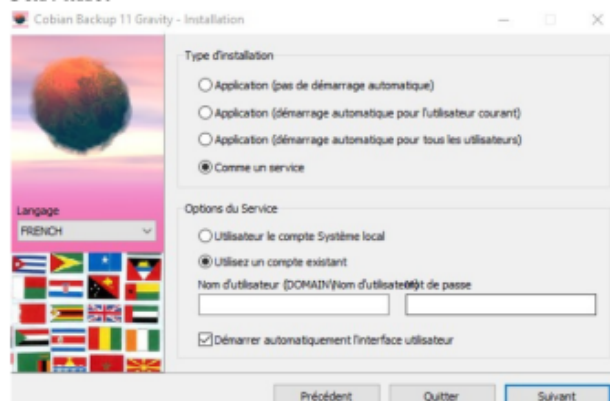 Cobian Backup 11 Gravity - Installation
Type d'installation
Application (pas de démarrage automatique)
Application (démarrage automatique pour l'utilisateur courant)
Application (démarrage automatique pour tous les utilisateurs)
Comme un service
Langage
FRENCH
Options du Service
Utilisateur le compte Système local
Utilisez un compte existant
Nom d'utilisateur (DOMAIN\Nom d'utilisateur) Mot de passe
Démarrer automatiquement l'interface utilisateur
Précédent Quitter Suivant